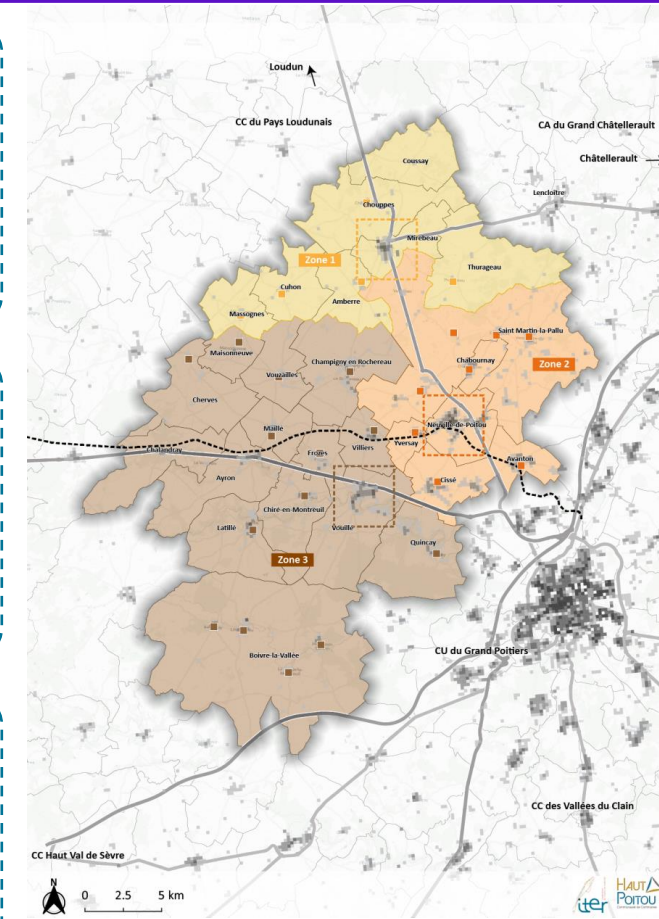 Loudun
CC du Pays Loudunais
CA du Grand Châtellerault
Châtellerault
Coussay
Lencloître
Chouppes
Mirebeau
Zone 1
Thurageau
Cuhon
Amberre
Massognes
Saint Martin-la-Pallu
Maisonneuve
Champigny en Rochereau
Chabournay
Zone 2
Vouzailles
Cherves
Neuville-de-Poitou
Maille
Villiers
Yversay
Chalandray
Frozes
Avanton
Ayron
Cissé
Chiré-en-Montreuil
Latillé
Vouillé
Quinçay
Zone 3
Boivre-la-Vallée
CU du Grand Poitiers
CC des Vallées du Clain
CC Haut Val de Sèvre
N
0 2.5 5 km
iter
HAUT
POITOU